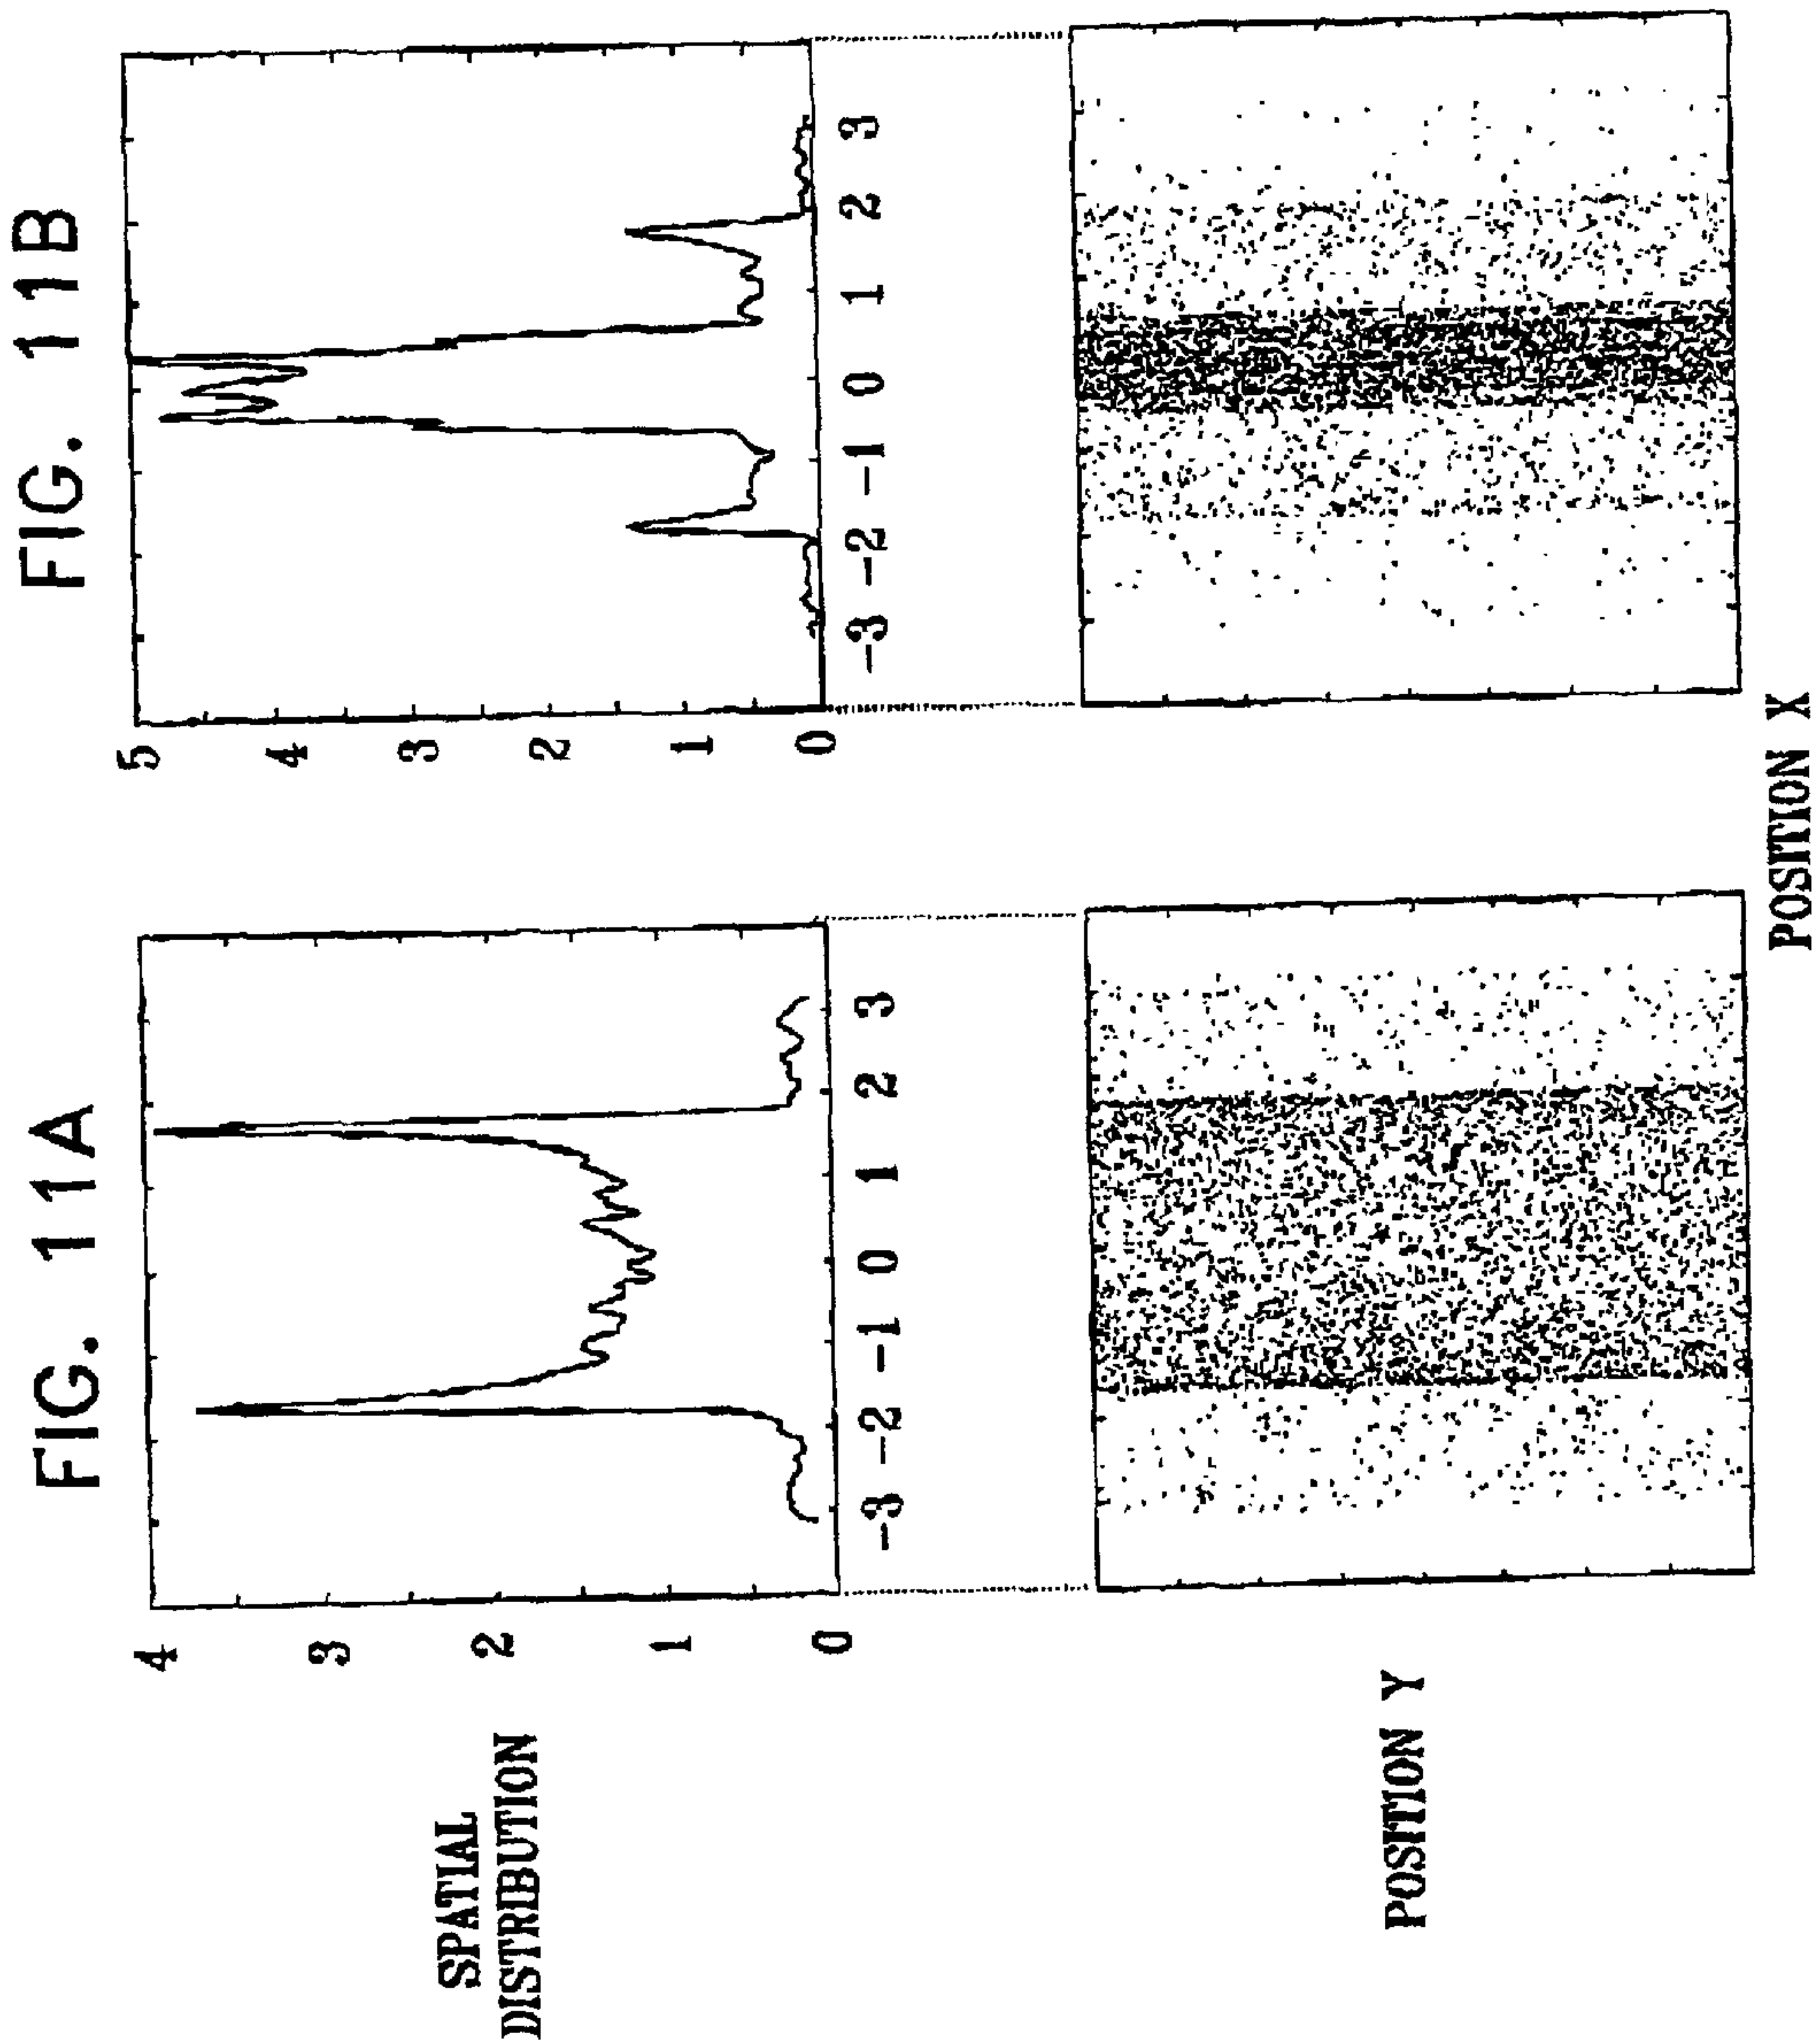 FIG. 11A
SPATIAL
DISTRIBUTION
4
3
2
1
0
-3 -2 -1 0 1 2 3
POSITION Y
FIG. 11B
5
4
3
2
1
0
-3 -2 -1 0 1 2 3
POSITION X